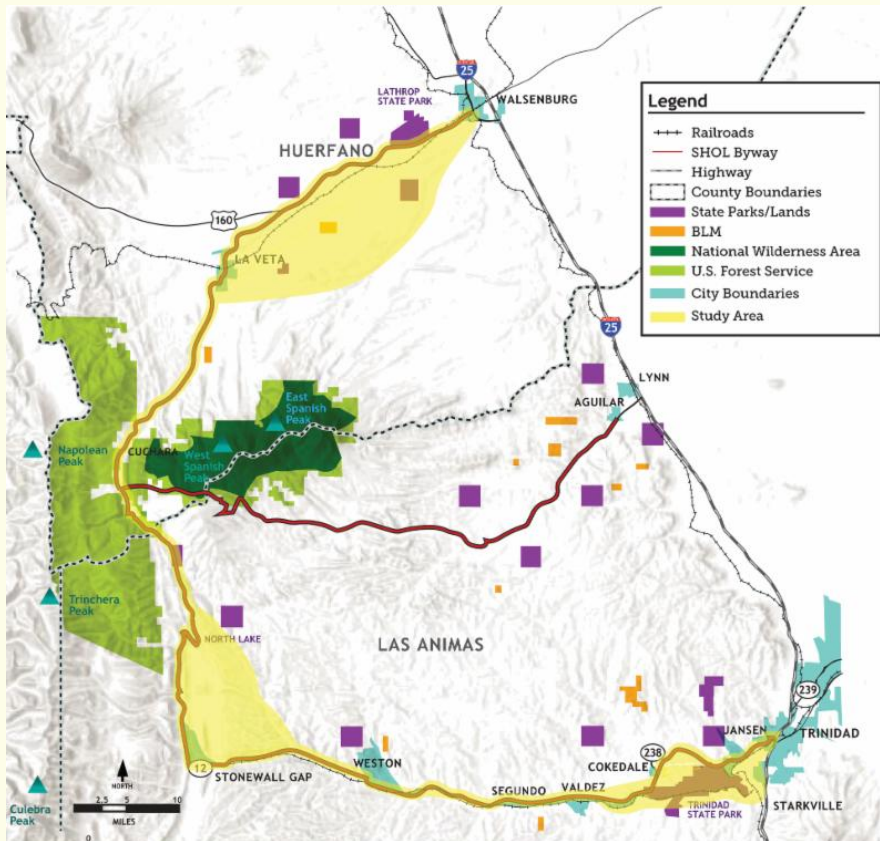 INTERSTATE
25
LATHROP
STATE PARK
WALSENBURG
HUERFANO
160
LA VETA
Legend
Railroads
SHOL Byway
Highway
County Boundaries
State Parks/Lands
BLM
National Wilderness Area
U.S. Forest Service
City Boundaries
Study Area
25
LYNN
AGUILAR
East
Spanish
Peak
CUCHARA
West
Spanish
Peak
Napolean
Peak
Trinchera
Peak
NORTH LAKE
LAS ANIMAS
239
TRINIDAD
JANSEN
238
COKEDALE
WESTON
12
STONEWALL GAP
SEGUNDO
VALDEZ
TRINIDAD
STATE PARK
STARKVILLE
Culebra
Peak
NORTH
2.5 5 10
MILES
0